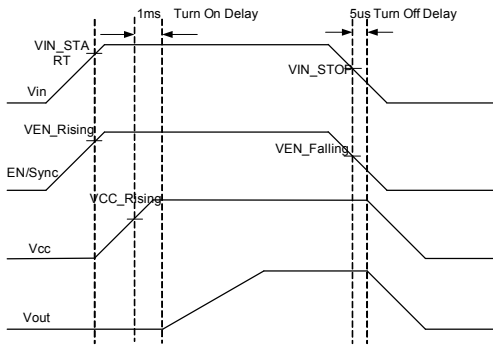 1ms Turn On Delay
5us Turn Off Delay
VIN_STA
RT
VIN_STOP
Vin
VEN_Rising
VEN_Falling
EN/Sync
VCC_Rising
Vcc
Vout